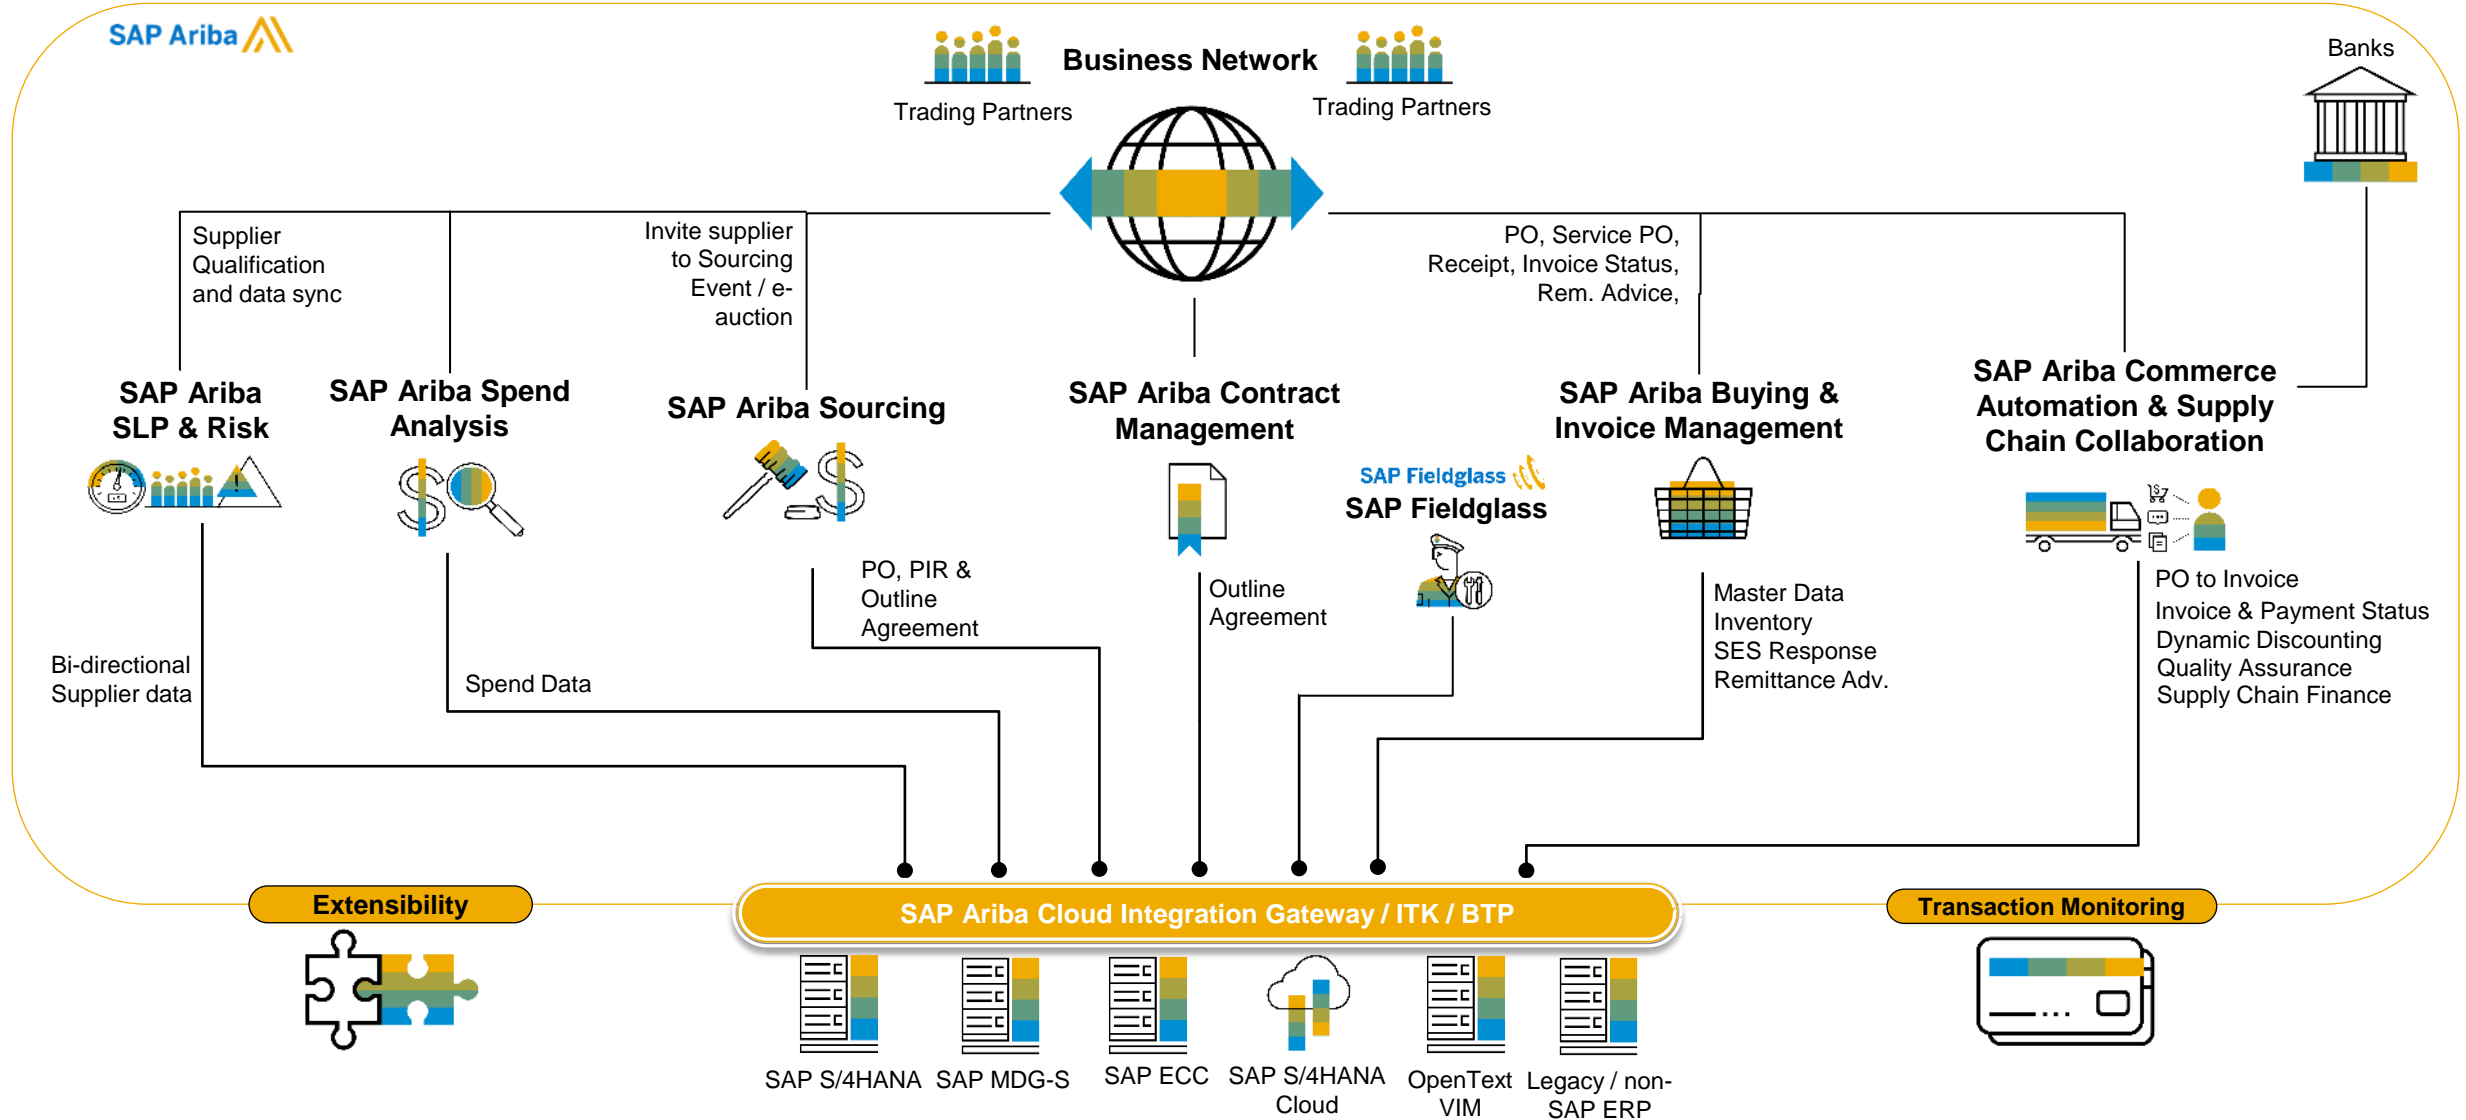 SAP Ariba
Business Network
Trading Partners
Trading Partners
Banks
Supplier
Qualification
and data sync
Invite supplier
to Sourcing
Event / e-
auction
PO, Service PO,
Receipt, Invoice Status,
Rem. Advice,
SAP Ariba
SLP & Risk
SAP Ariba Spend
Analysis
SAP Ariba Sourcing
SAP Ariba Contract
Management
SAP Ariba Buying &
Invoice Management
SAP Ariba Commerce
Automation & Supply
Chain Collaboration
SAP Fieldglass
SAP Fieldglass
Bi-directional
Supplier data
Spend Data
PO, PIR &
Outline
Agreement
Outline
Agreement
Master Data
Inventory
SES Response
Remittance Adv.
PO to Invoice
Invoice & Payment Status
Dynamic Discounting
Quality Assurance
Supply Chain Finance
Extensibility
SAP Ariba Cloud Integration Gateway / ITK / BTP
Transaction Monitoring
SAP S/4HANA
SAP MDG-S
SAP ECC
SAP S/4HANA
Cloud
OpenText
VIM
Legacy / non-
SAP ERP